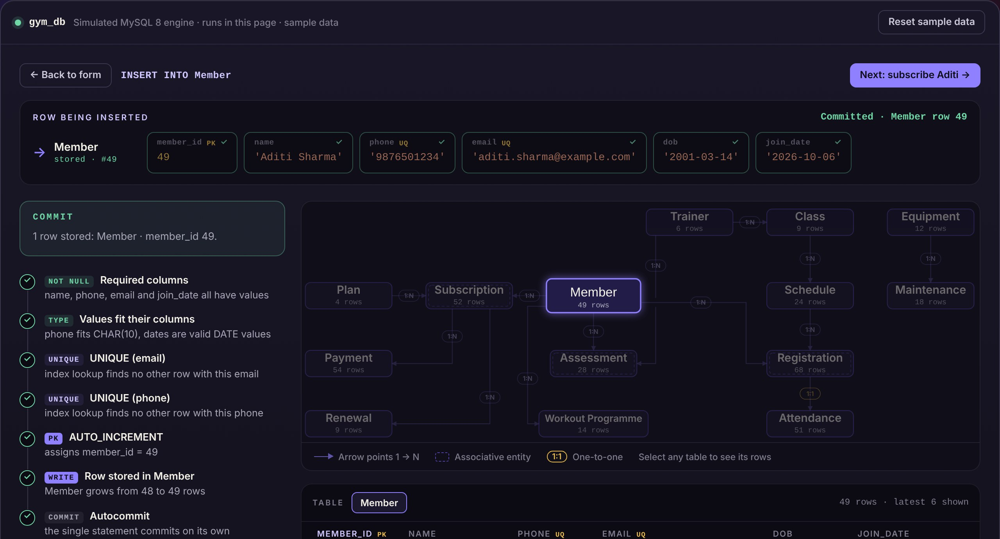 gym_db Simulated MySQL 8 engine · runs in this page · sample data
Reset sample data
← Back to form
INSERT INTO Member
Next: subscribe Aditi →
ROW BEING INSERTED
Committed · Member row 49
→ Member
stored · #49
member_id PK ✓
49
name ✓
'Aditi Sharma'
phone UQ ✓
'9876501234'
email UQ ✓
'aditi.sharma@example.com'
dob ✓
'2001-03-14'
join_date ✓
'2026-10-06'
COMMIT
1 row stored: Member · member_id 49.
NOT NULL Required columns
name, phone, email and join_date all have values
TYPE Values fit their columns
phone fits CHAR(10), dates are valid DATE values
UNIQUE UNIQUE (email)
index lookup finds no other row with this email
UNIQUE UNIQUE (phone)
index lookup finds no other row with this phone
PK AUTO_INCREMENT
assigns member_id = 49
WRITE Row stored in Member
Member grows from 48 to 49 rows
COMMIT Autocommit
the single statement commits on its own
Trainer
6 rows
1:N
Class
9 rows
Equipment
12 rows
1:N
1:N
1:N
Plan
4 rows
1:N
Subscription
52 rows
1:N
Member
49 rows
1:N
Schedule
24 rows
Maintenance
18 rows
1:N
1:N
1:N
Payment
54 rows
Assessment
28 rows
Registration
68 rows
1:N
1:N
1:1
Renewal
9 rows
Workout Programme
14 rows
Attendance
51 rows
Arrow points 1 → N
Associative entity
1:1 One-to-one
Select any table to see its rows
TABLE Member
49 rows · latest 6 shown
MEMBER_ID PK NAME PHONE UQ EMAIL UQ DOB JOIN_DATE